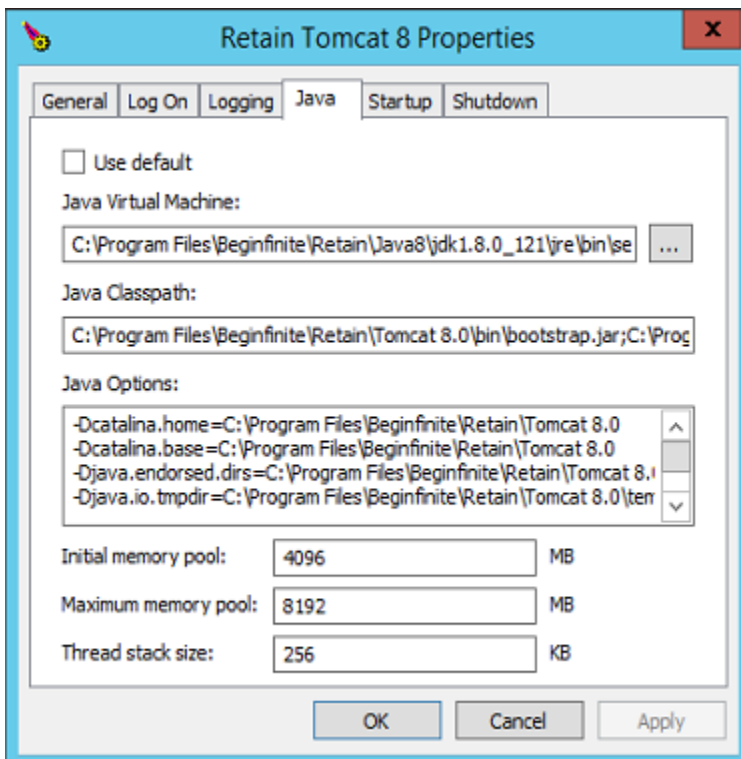 Retain Tomcat 8 Properties
x
General Log On Logging Java Startup Shutdown
Use default
Java Virtual Machine:
C:\Program Files\Beginfinite\Retain\Java8\jdk1.8.0_121\jre\bin\se ...
Java Classpath:
C:\Program Files\Beginfinite\Retain\Tomcat 8.0\bin\bootstrap.jar;C:\Prog
Java Options:
-Dcatalina.home=C:\Program Files\Beginfinite\Retain\Tomcat 8.0
-Dcatalina.base=C:\Program Files\Beginfinite\Retain\Tomcat 8.0
-Djava.endorsed.dirs=C:\Program Files\Beginfinite\Retain\Tomcat 8.
-Djava.io.tmpdir=C:\Program Files\Beginfinite\Retain\Tomcat 8.0\tem
Initial memory pool: 4096 MB
Maximum memory pool: 8192 MB
Thread stack size: 256 KB
OK Cancel Apply